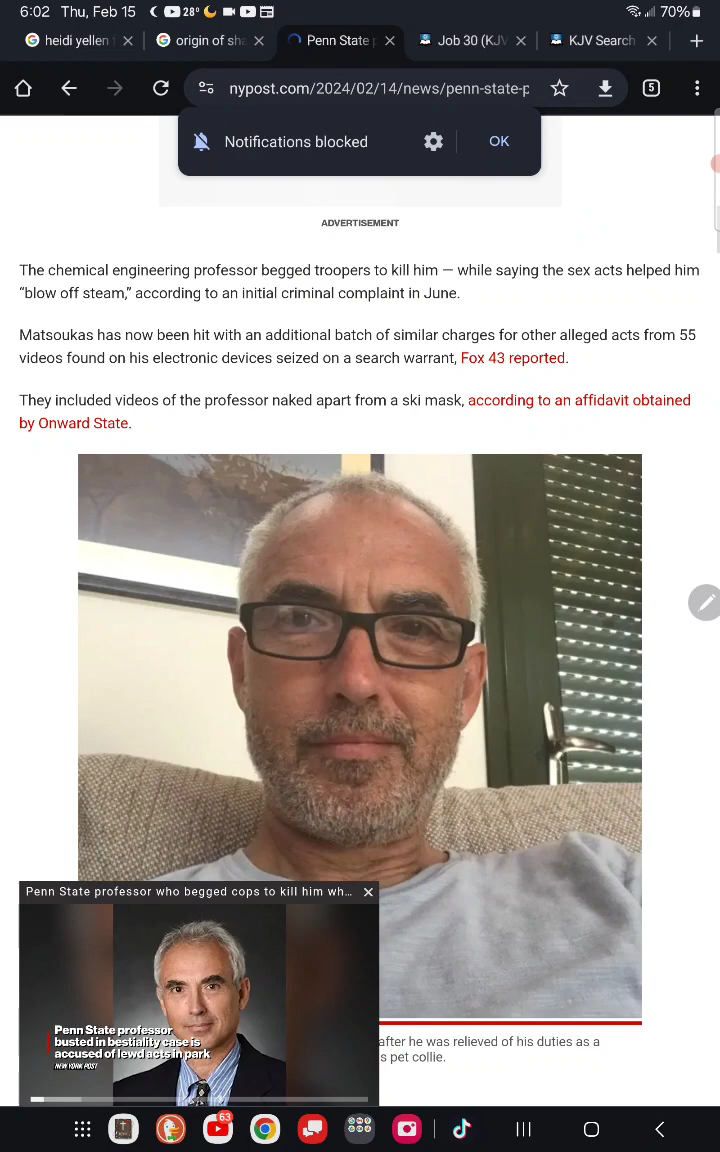 6:02 Thu, Feb 15 28° 70%
heidi yellen
origin of sha
Penn State p
Job 30 (KJV
KJV Search
nypost.com/2024/02/14/news/penn-state-p
5
Notifications blocked
OK
ADVERTISEMENT
The chemical engineering professor begged troopers to kill him — while saying the sex acts helped him
“blow off steam,” according to an initial criminal complaint in June.
Matsoukas has now been hit with an additional batch of similar charges for other alleged acts from 55
videos found on his electronic devices seized on a search warrant, Fox 43 reported.
They included videos of the professor naked apart from a ski mask, according to an affidavit obtained
by Onward State.
Penn State professor who begged cops to kill him wh...
Penn State professor
busted in bestiality case is
accused of lewd acts in park
NEW YORK POST
after he was relieved of his duties as a
s pet collie.
63